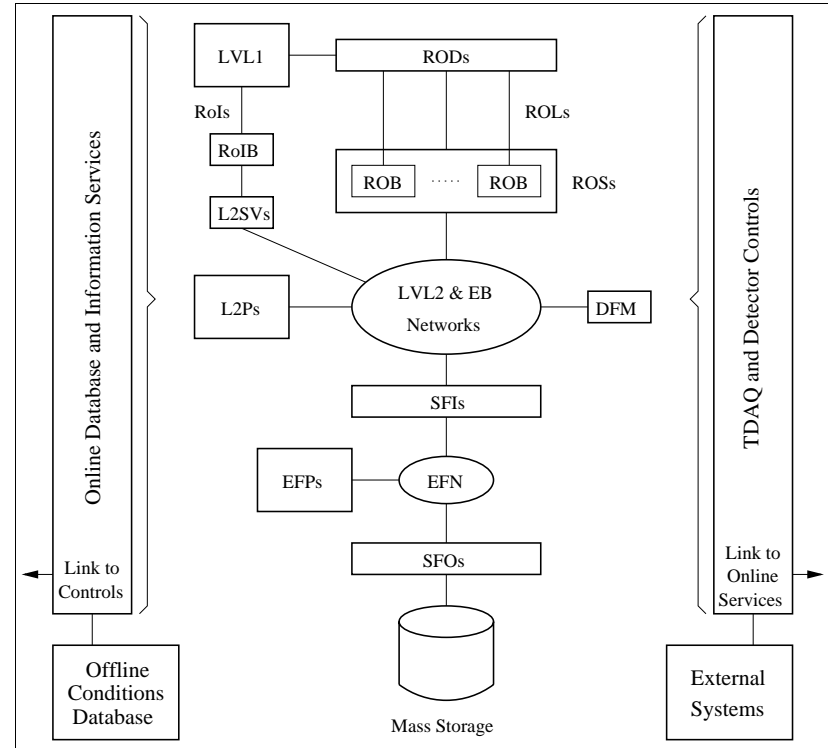 LVL1
RODs
RoIs
ROLs
RoIB
ROB
.....
ROB
ROSs
L2SVs
LVL2 & EB
Networks
L2Ps
DFM
SFIs
EFPs
EFN
SFOs
Mass Storage
Online Database and Information Services
Link to
Controls
Offline
Conditions
Database
TDAQ and Detector Controls
Link to
Online
Services
External
Systems